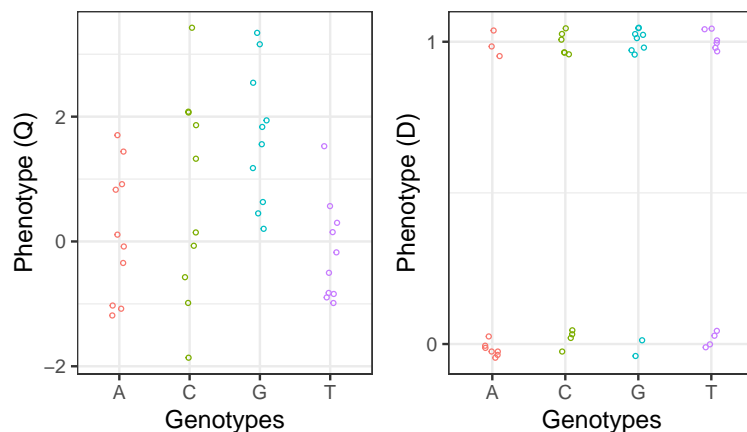 Phenotype (Q)
2
0
−2
A C G T
Genotypes
Phenotype (D)
1
0
A C G T
Genotypes